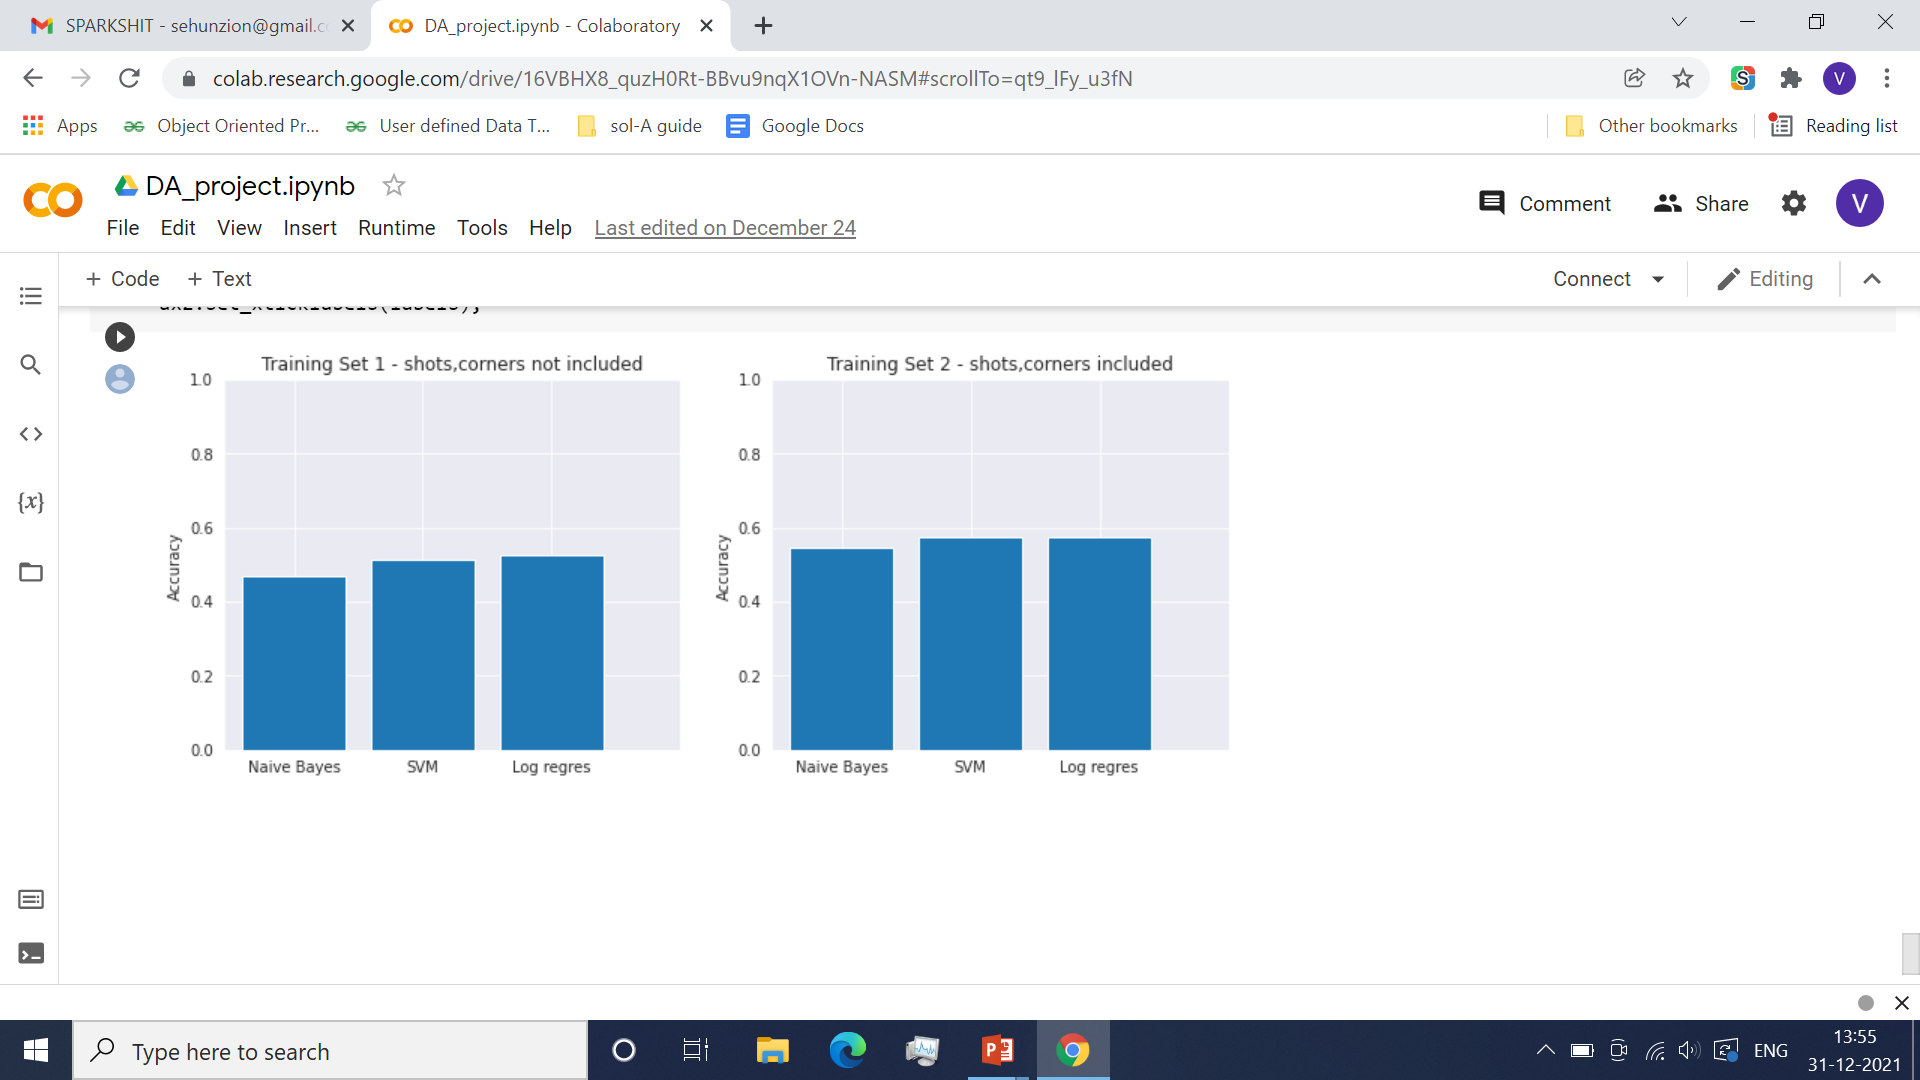 SPARKSHIT - sehunzion@gmail.c
DA_project.ipynb - Colaboratory
colab.research.google.com/drive/16VBHX8_quzH0Rt-BBvu9nqX1OVn-NASM#scrollTo=qt9_lFy_u3fN
V
Apps
Object Oriented Pr...
User defined Data T...
sol-A guide
Google Docs
Other bookmarks
Reading list
DA_project.ipynb
Comment
Share
V
File Edit View Insert Runtime Tools Help Last edited on December 24
+ Code + Text
Connect
Editing
{x}
Training Set 1 - shots,corners not included
1.0
0.8
0.6
0.4
0.2
0.0
Accuracy
Naive Bayes SVM Log regres
Training Set 2 - shots,corners included
1.0
0.8
0.6
0.4
0.2
0.0
Accuracy
Naive Bayes SVM Log regres
Type here to search
ENG
13:55
31-12-2021